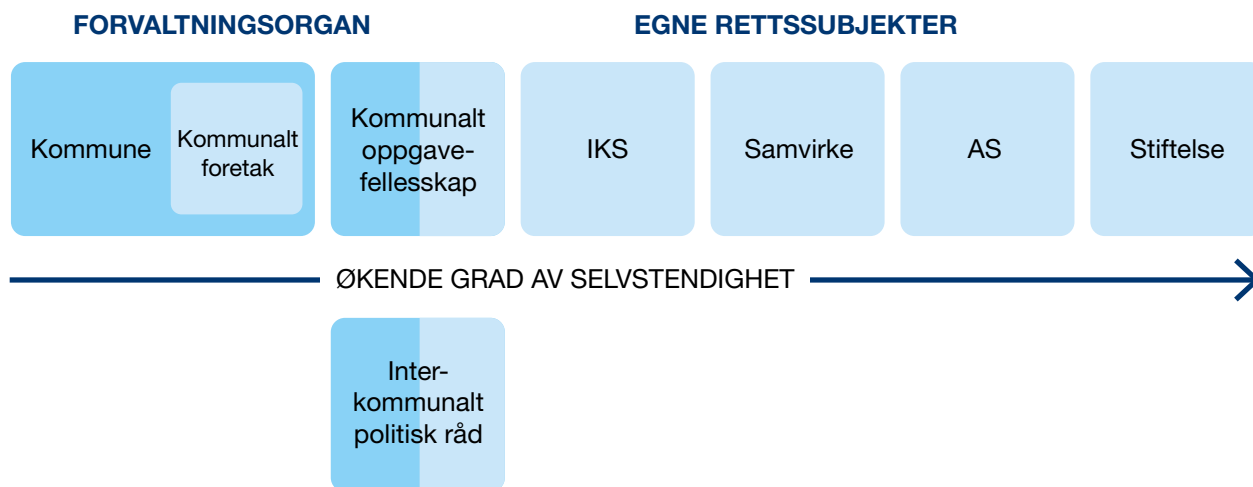 FORVALTNINGSORGAN
EGNE RETTSSUBJEKTER
Kommune
Kommunalt
foretak
Kommunalt
oppgave-
fellesskap
IKS
Samvirke
AS
Stiftelse
ØKENDE GRAD AV SELVSTENDIGHET
Inter-
kommunalt
politisk råd